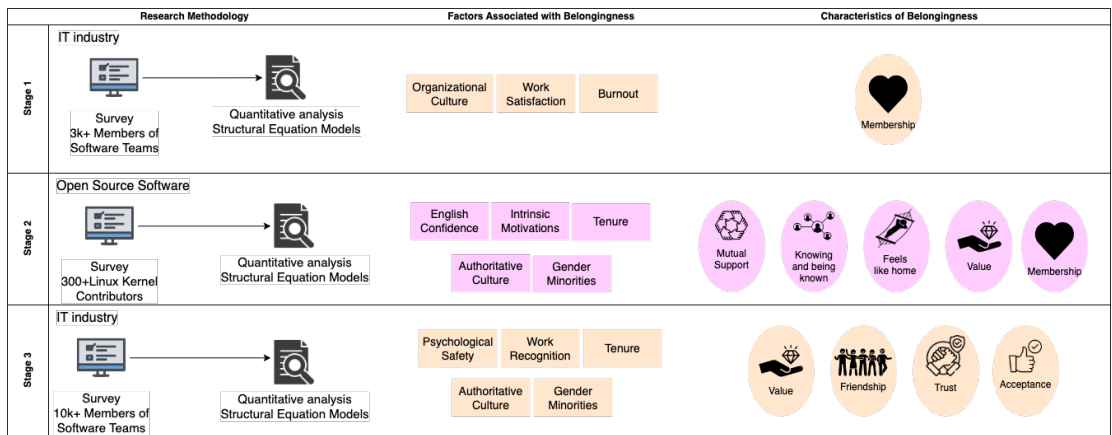 Research Methodology
Factors Associated with Belongingness
Characteristics of Belongingness
Stage 1
IT industry
Survey
3k+ Members of
Software Teams
Quantitative analysis
Structural Equation Models
Organizational
Culture
Work
Satisfaction
Burnout
Membership
Stage 2
Open Source Software
Survey
300+Linux Kernel
Contributors
Quantitative analysis
Structural Equation Models
English
Confidence
Intrinsic
Motivations
Tenure
Authoritative
Culture
Gender
Minorities
Mutual
Support
Knowing
and being
known
Feels
like home
Value
Membership
Stage 3
IT industry
Survey
10k+ Members of
Software Teams
Quantitative analysis
Structural Equation Models
Psychological
Safety
Work
Recognition
Tenure
Authoritative
Culture
Gender
Minorities
Value
Friendship
Trust
Acceptance